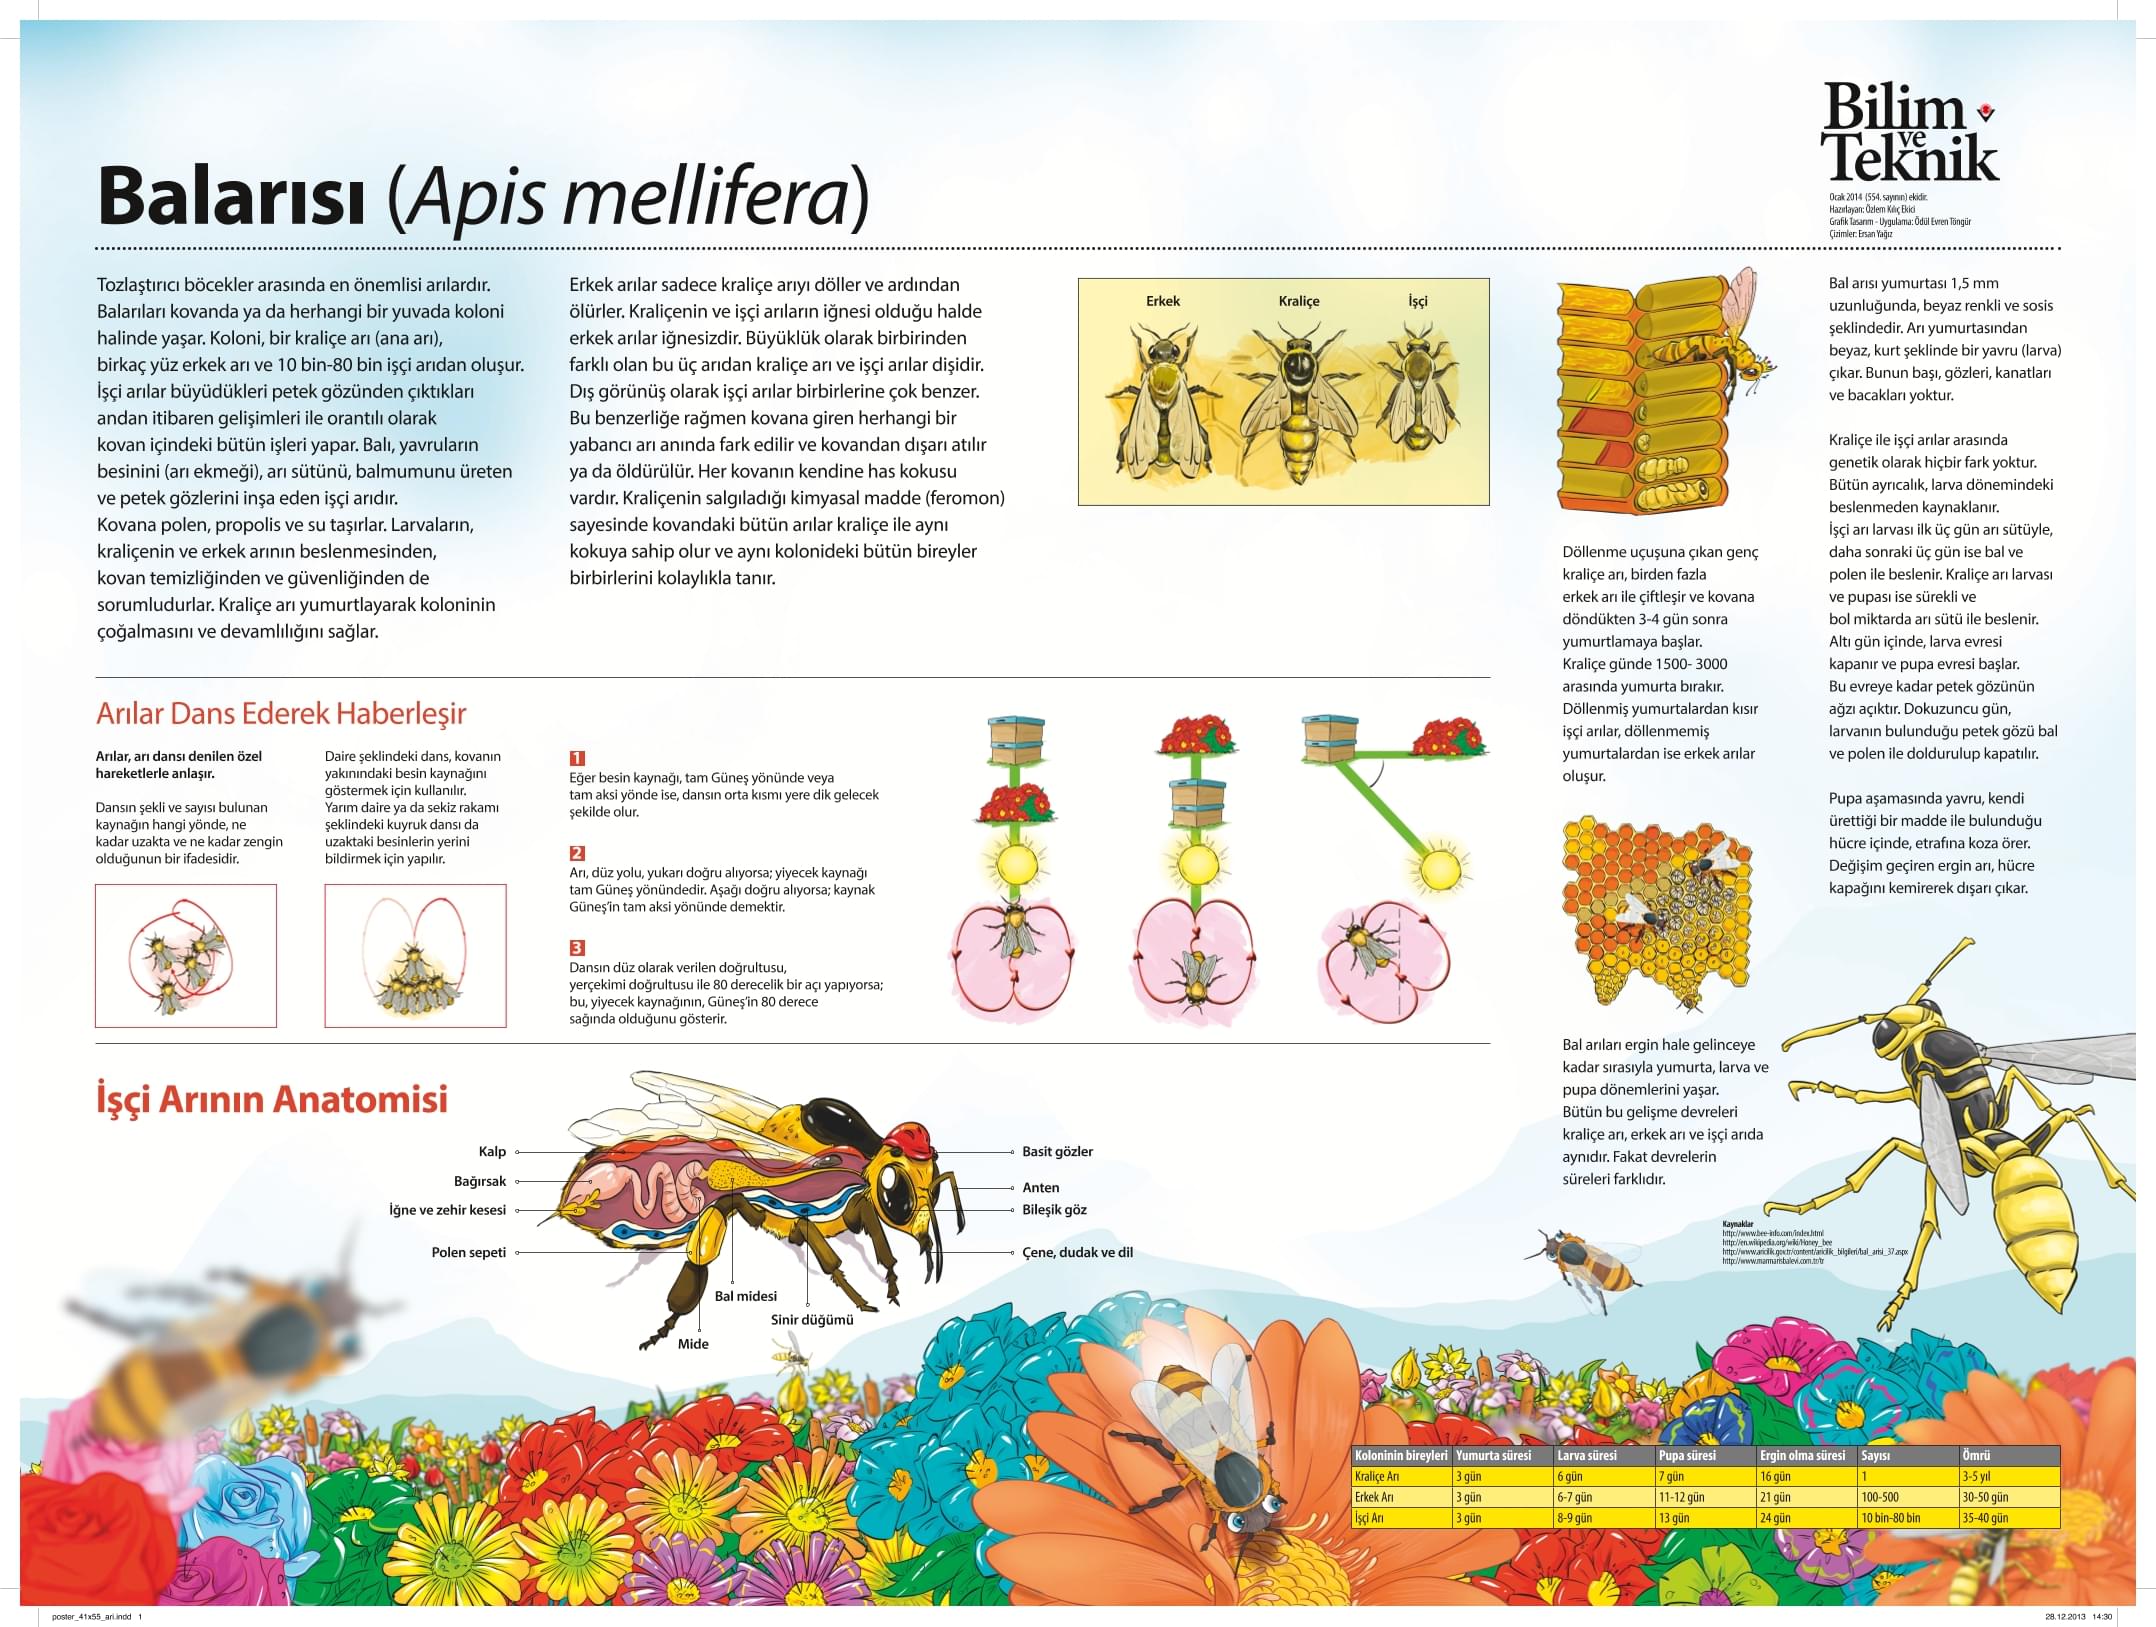 Bilim
ve
Teknik
Ocak 2014 (554. sayının) ekidir.
Hazırlayan: Özlem Kılıç Ekici
Grafik Tasarım - Uygulama: Ödül Evren Töngür
Çizimler: Ersan Yağız
Balarısı (Apis mellifera)
Tozlaştırıcı böcekler arasında en önemlisi arılardır.
Balarıları kovanda ya da herhangi bir yuvada koloni
halinde yaşar. Koloni, bir kraliçe arı (ana arı),
birkaç yüz erkek arı ve 10 bin-80 bin işçi arıdan oluşur.
İşçi arılar büyüdükleri petek gözünden çıktıkları
andan itibaren gelişimleri ile orantılı olarak
kovan içindeki bütün işleri yapar. Balı, yavruların
besinini (arı ekmeği), arı sütünü, balmumunu üreten
ve petek gözlerini inşa eden işçi arıdır.
Kovana polen, propolis ve su taşırlar. Larvaların,
kraliçenin ve erkek arının beslenmesinden,
kovan temizliğinden ve güvenliğinden de
sorumludurlar. Kraliçe arı yumurtlayarak koloninin
çoğalmasını ve devamlılığını sağlar.
Erkek arılar sadece kraliçe arıyı döller ve ardından
ölürler. Kraliçenin ve işçi arıların iğnesi olduğu halde
erkek arılar iğnesizdir. Büyüklük olarak birbirinden
farklı olan bu üç arıdan kraliçe arı ve işçi arılar dişidir.
Dış görünüş olarak işçi arılar birbirlerine çok benzer.
Bu benzerliğe rağmen kovana giren herhangi bir
yabancı arı anında fark edilir ve kovandan dışarı atılır
ya da öldürülür. Her kovanın kendine has kokusu
vardır. Kraliçenin salgıladığı kimyasal madde (feromon)
sayesinde kovandaki bütün arılar kraliçe ile aynı
kokuya sahip olur ve aynı kolonideki bütün bireyler
birbirlerini kolaylıkla tanır.
Erkek
Kraliçe
İşçi
Döllenme uçuşuna çıkan genç
kraliçe arı, birden fazla
erkek arı ile çiftleşir ve kovana
döndükten 3-4 gün sonra
yumurtlamaya başlar.
Kraliçe günde 1500- 3000
arasında yumurta bırakır.
Döllenmiş yumurtalardan kısır
işçi arılar, döllenmemiş
yumurtalardan ise erkek arılar
oluşur.
Bal arıları ergin hale gelinceye
kadar sırasıyla yumurta, larva ve
pupa dönemlerini yaşar.
Bütün bu gelişme devreleri
kraliçe arı, erkek arı ve işçi arıda
aynıdır. Fakat devrelerin
süreleri farklıdır.
Bal arısı yumurtası 1,5 mm
uzunluğunda, beyaz renkli ve sosis
şeklindedir. Arı yumurtasından
beyaz, kurt şeklinde bir yavru (larva)
çıkar. Bunun başı, gözleri, kanatları
ve bacakları yoktur.
Kraliçe ile işçi arılar arasında
genetik olarak hiçbir fark yoktur.
Bütün ayrıcalık, larva dönemindeki
beslenmeden kaynaklanır.
İşçi arı larvası ilk üç gün arı sütüyle,
daha sonraki üç gün ise bal ve
polen ile beslenir. Kraliçe arı larvası
ve pupası ise sürekli ve
bol miktarda arı sütü ile beslenir.
Altı gün içinde, larva evresi
kapanır ve pupa evresi başlar.
Bu evreye kadar petek gözünün
ağzı açıktır. Dokuzuncu gün,
larvanın bulunduğu petek gözü bal
ve polen ile doldurulup kapatılır.
Pupa aşamasında yavru, kendi
ürettiği bir madde ile bulunduğu
hücre içinde, etrafına koza örer.
Değişim geçiren ergin arı, hücre
kapağını kemirerek dışarı çıkar.
Arılar Dans Ederek Haberleşir
Arılar, arı dansı denilen özel
hareketlerle anlaşır.
Dansın şekli ve sayısı bulunan
kaynağın hangi yönde, ne
kadar uzakta ve ne kadar zengin
olduğunun bir ifadesidir.
Daire şeklindeki dans, kovanın
yakınındaki besin kaynağını
göstermek için kullanılır.
Yarım daire ya da sekiz rakamı
şeklindeki kuyruk dansı da
uzaktaki besinlerin yerini
bildirmek için yapılır.
1
Eğer besin kaynağı, tam Güneş yönünde veya
tam aksi yönde ise, dansın orta kısmı yere dik gelecek
şekilde olur.
2
Arı, düz yolu, yukarı doğru alıyorsa; yiyecek kaynağı
tam Güneş yönündedir. Aşağı doğru alıyorsa; kaynak
Güneş'in tam aksi yönünde demektir.
3
Dansın düz olarak verilen doğrultusu,
yerçekimi doğrultusu ile 80 derecelik bir açı yapıyorsa;
bu, yiyecek kaynağının, Güneş'in 80 derece
sağında olduğunu gösterir.
İşçi Arının Anatomisi
Kalp
Bağırsak
İğne ve zehir kesesi
Polen sepeti
Bal midesi
Sinir düğümü
Mide
Basit gözler
Anten
Bileşik göz
Çene, dudak ve dil
Kaynaklar
http://www.bee-info.com/index.html
http://en.wikipedia.org/wiki/Honey_bee
http://www.aricilik.gov.tr/content/aricilik_bilgileri/bal_arisi_37.aspx
http://www.marmarisbalevi.com.tr/tr
Koloninin bireyleri Yumurta süresi Larva süresi Pupa süresi Ergin olma süresi Sayısı Ömrü
Kraliçe Arı 3 gün 6 gün 7 gün 16 gün 1 3-5 yıl
Erkek Arı 3 gün 6-7 gün 11-12 gün 21 gün 100-500 30-50 gün
İşçi Arı 3 gün 8-9 gün 13 gün 24 gün 10 bin-80 bin 35-40 gün
poster_41x55_ari.indd 1
28.12.2013 14:30